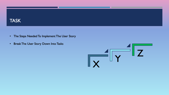 TASK
The Steps Needed To Implement The User Story
Break The User Story Down Into Tasks
X
Y
Z